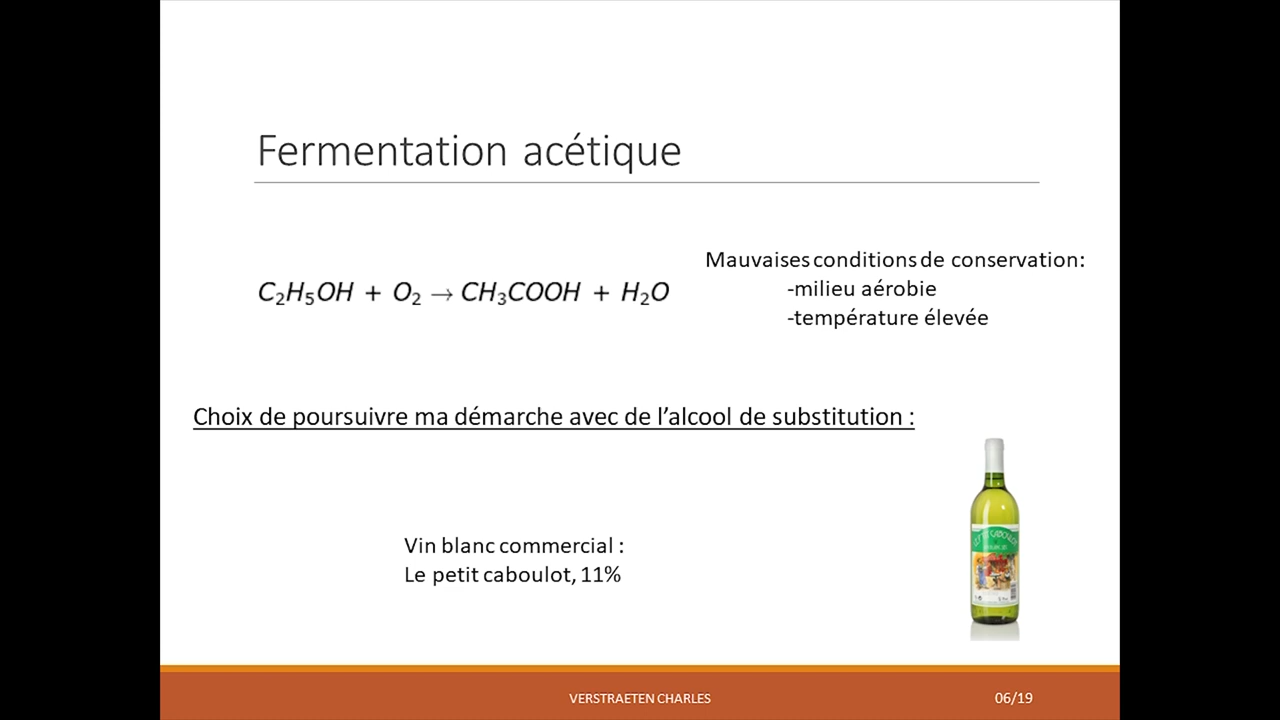 Fermentation acétique
C₂H₅OH + O₂ → CH₃COOH + H₂O
Mauvaises conditions de conservation:
-milieu aérobie
-température élevée
Choix de poursuivre ma démarche avec de l’alcool de substitution :
Vin blanc commercial :
Le petit caboulot, 11%
CABOULOT
VERSTRAETEN CHARLES
06/19